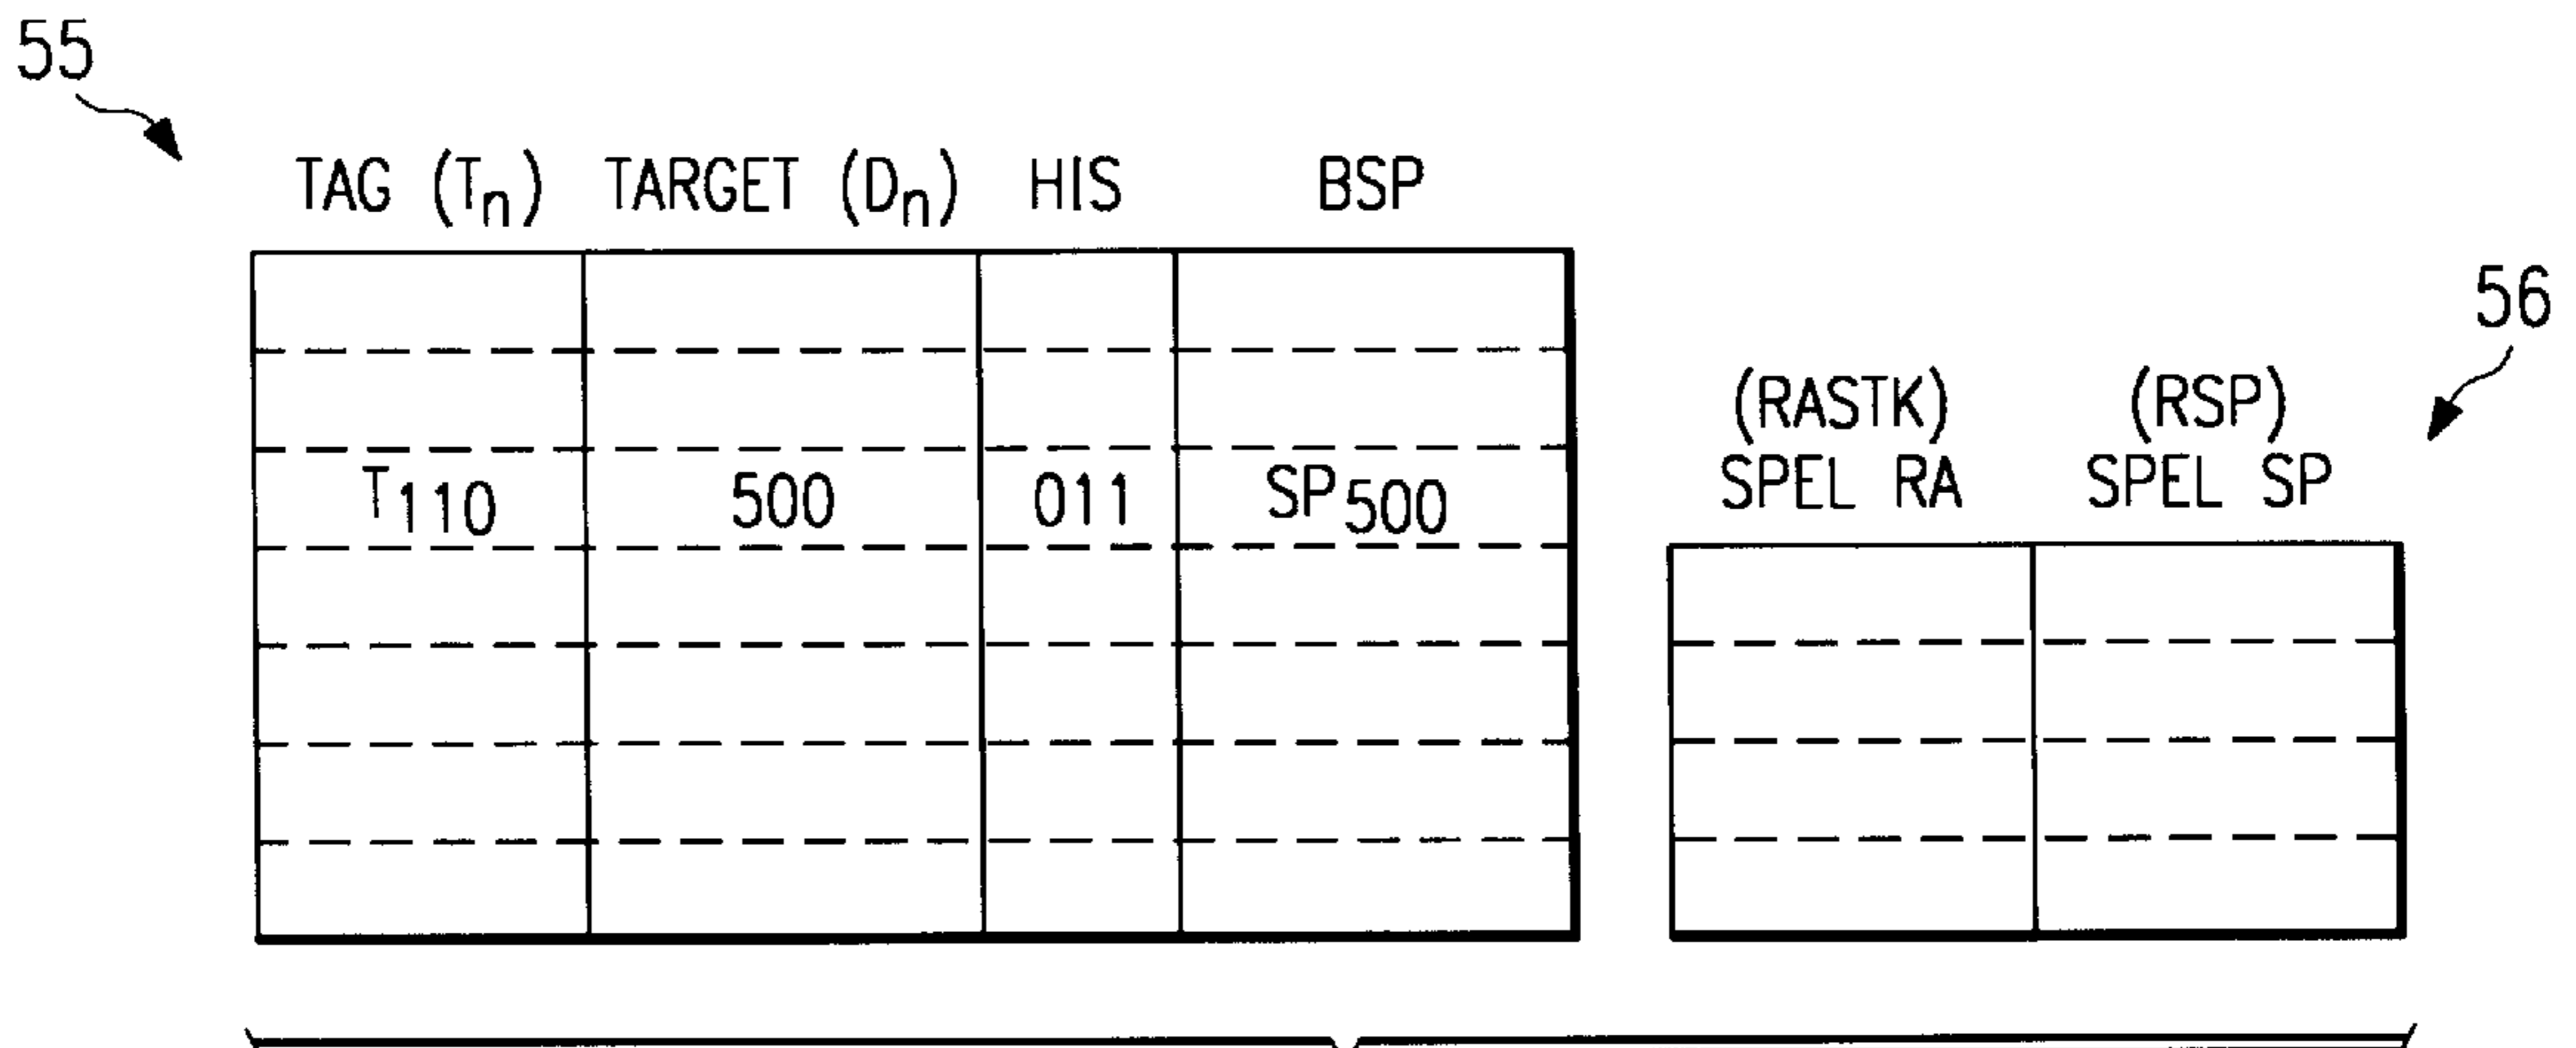 55
TAG (Tn) TARGET (Dn) HIS BSP
56
(RASTK) (RSP)
SPEL RA SPEL SP
T110 500 011 SP500